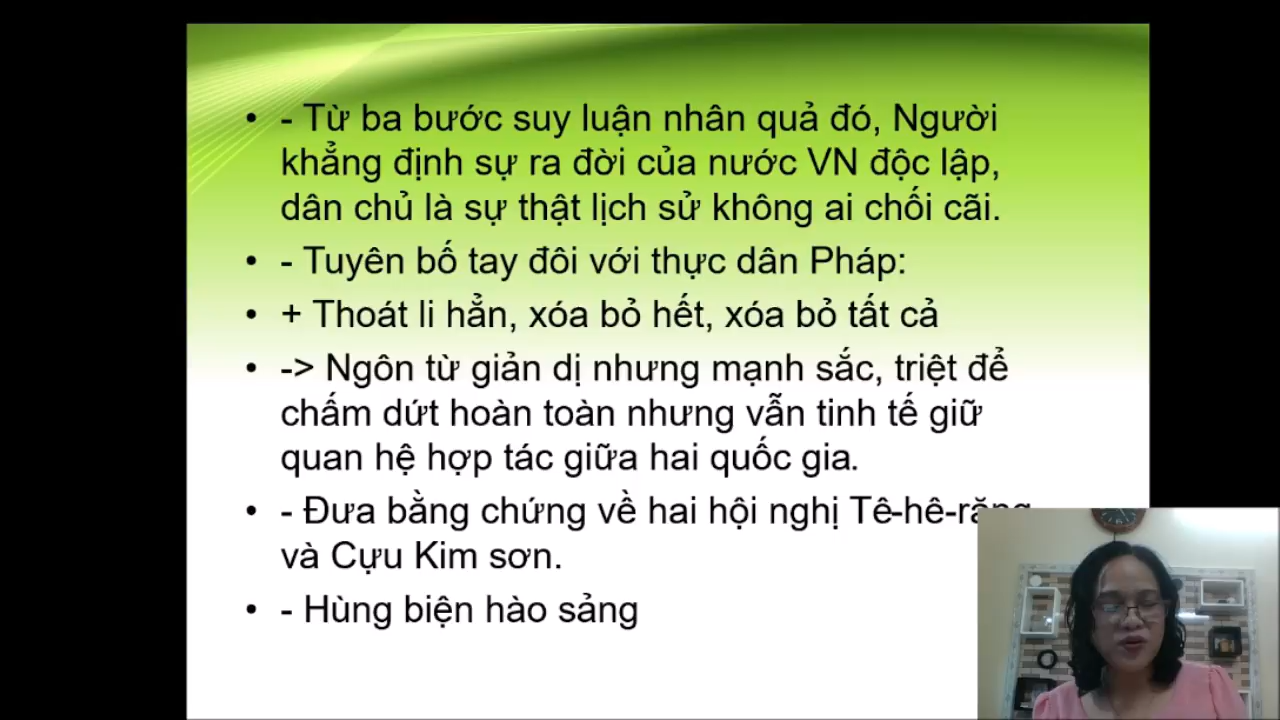 • - Từ ba bước suy luận nhân quả đó, Người
khẳng định sự ra đời của nước VN độc lập,
dân chủ là sự thật lịch sử không ai chối cãi.
• - Tuyên bố tay đôi với thực dân Pháp:
• + Thoát li hẳn, xóa bỏ hết, xóa bỏ tất cả
• -> Ngôn từ giản dị nhưng mạnh sắc, triệt để
chấm dứt hoàn toàn nhưng vẫn tinh tế giữ
quan hệ hợp tác giữa hai quốc gia.
• - Đưa bằng chứng về hai hội nghị Tê-hê-răng
và Cựu Kim sơn.
• - Hùng biện hào sảng